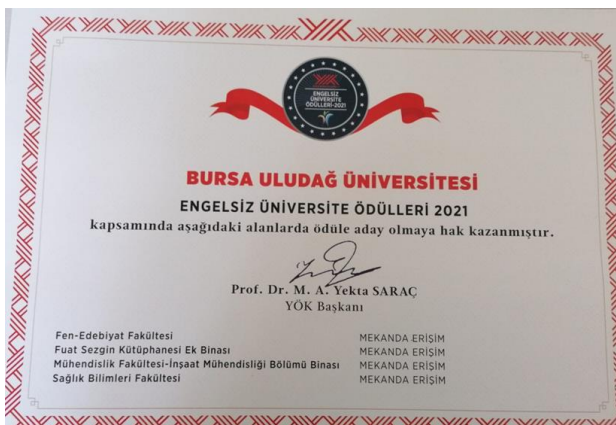 ENGELSİZ
ÜNİVERSİTE
ÖDÜLLERİ-2021
BURSA ULUDAĞ ÜNİVERSİTESİ
ENGELSİZ ÜNİVERSİTE ÖDÜLLERİ 2021
kapsamında aşağıdaki alanlarda ödüle aday olmaya hak kazanmıştır.
Prof. Dr. M. A. Yekta SARAÇ
YÖK Başkanı
Fen-Edebiyat Fakültesi MEKANDA ERİŞİM
Fuat Sezgin Kütüphanesi Ek Binası MEKANDA ERİŞİM
Mühendislik Fakültesi-İnşaat Mühendisliği Bölümü Binası MEKANDA ERİŞİM
Sağlık Bilimleri Fakültesi MEKANDA ERİŞİM